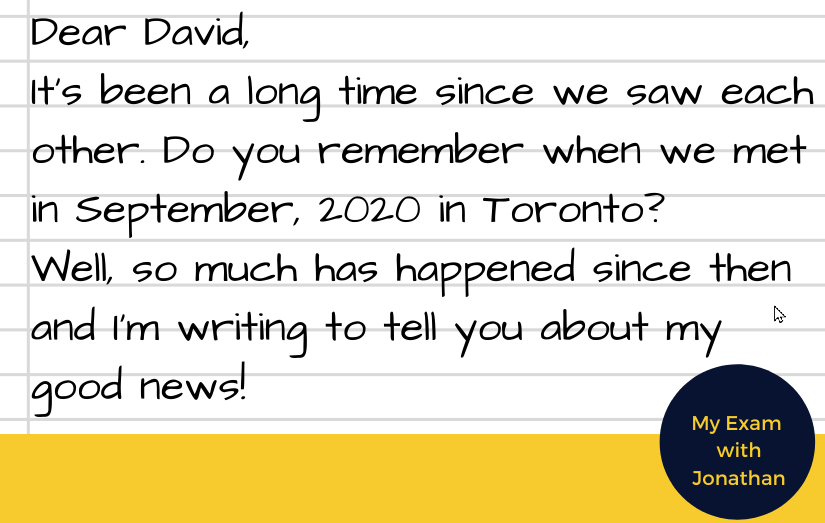 Dear David,
It's been a long time since we saw each
other. Do you remember when we met
in September, 2020 in Toronto?
Well, so much has happened since then
and I'm writing to tell you about my
good news!
My Exam
with
Jonathan